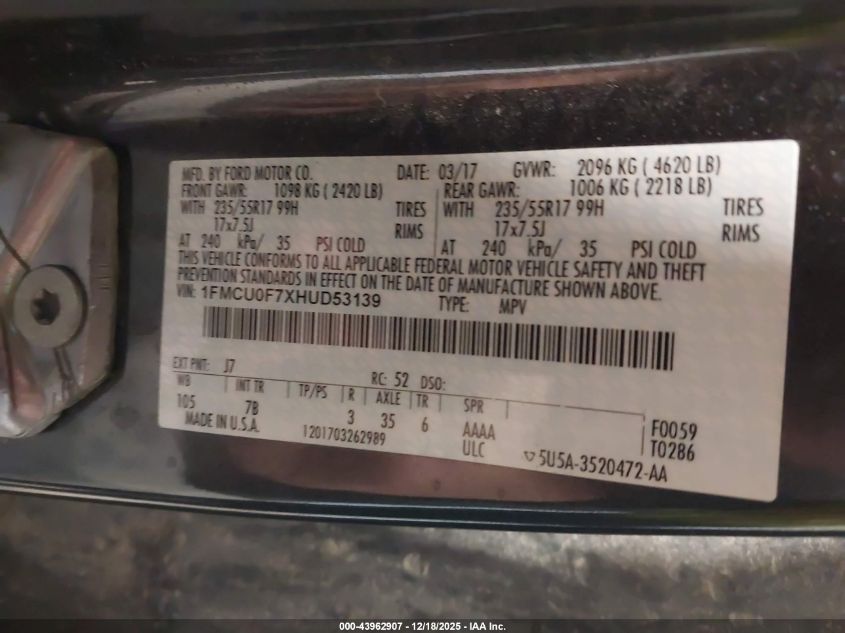 MFD. BY FORD MOTOR CO. DATE: 03/17 GVWR: 2096 KG ( 4620 LB)
FRONT GAWR: 1098 KG ( 2420 LB) REAR GAWR: 1006 KG ( 2218 LB)
WITH 235/55R17 99H TIRES WITH 235/55R17 99H TIRES
17x7.5J RIMS 17x7.5J RIMS
AT 240 kPa/ 35 PSI COLD AT 240 kPa/ 35 PSI COLD
THIS VEHICLE CONFORMS TO ALL APPLICABLE FEDERAL MOTOR VEHICLE SAFETY AND THEFT
PREVENTION STANDARDS IN EFFECT ON THE DATE OF MANUFACTURE SHOWN ABOVE.
VIN: 1FMCU0F7XHUD53139 TYPE: MPV
EXT PNT: J7 RC: 52 DSO:
WB INT TR TP/PS R AXLE TR SPR
105 7B 3 35 6 AAAA F0059
MADE IN U.S.A. 1201703262989 ULC T0286
5U5A-3520472-AA
000-43962907 - 12/18/2025 - IAA Inc.